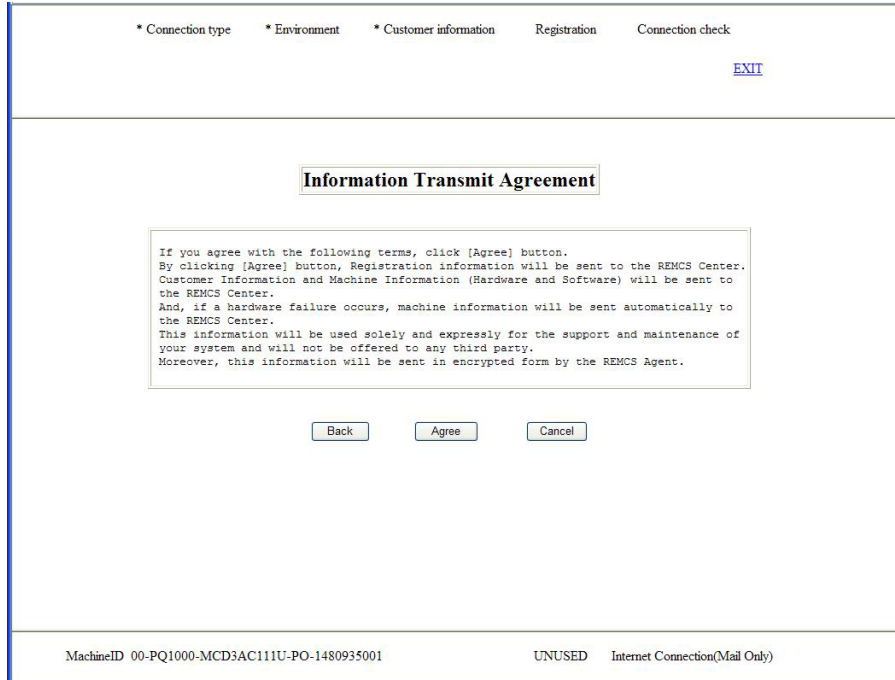 * Connection type * Environment * Customer information Registration Connection check
EXIT
Information Transmit Agreement
If you agree with the following terms, click [Agree] button.
By clicking [Agree] button, Registration information will be sent to the REMCS Center.
Customer Information and Machine Information (Hardware and Software) will be sent to
the REMCS Center.
And, if a hardware failure occurs, machine information will be sent automatically to
the REMCS Center.
This information will be used solely and expressly for the support and maintenance of
your system and will not be offered to any third party.
Moreover, this information will be sent in encrypted form by the REMCS Agent.
Back Agree Cancel
MachineID 00-PQ1000-MCD3AC111U-PO-1480935001 UNUSED Internet Connection(Mail Only)